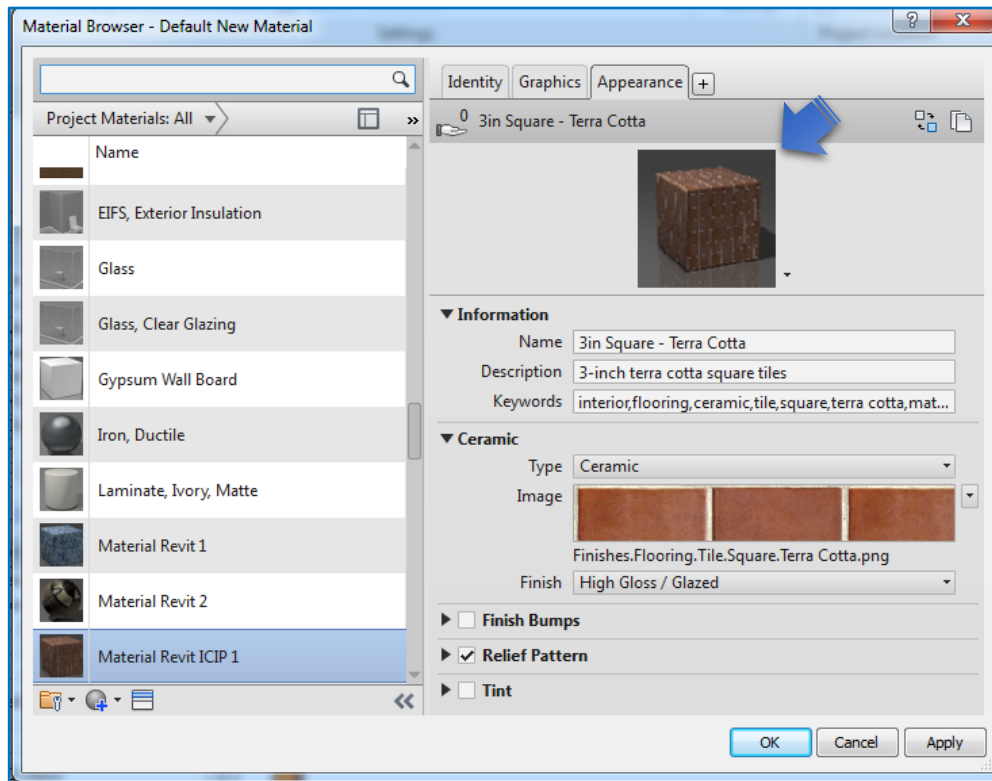 Material Browser - Default New Material
Settings
Identity Graphics Appearance +
Project Materials: All »
0 3in Square - Terra Cotta
Name
EIFS, Exterior Insulation
Glass
Glass, Clear Glazing
Gypsum Wall Board
Iron, Ductile
Laminate, Ivory, Matte
Material Revit 1
Material Revit 2
Material Revit ICIP 1
Information
Name 3in Square - Terra Cotta
Description 3-inch terra cotta square tiles
Keywords interior,flooring,ceramic,tile,square,terra cotta,mat...
Ceramic
Type Ceramic
Image
Finishes.Flooring.Tile.Square.Terra Cotta.png
Finish High Gloss / Glazed
Finish Bumps
Relief Pattern
Tint
OK Cancel Apply